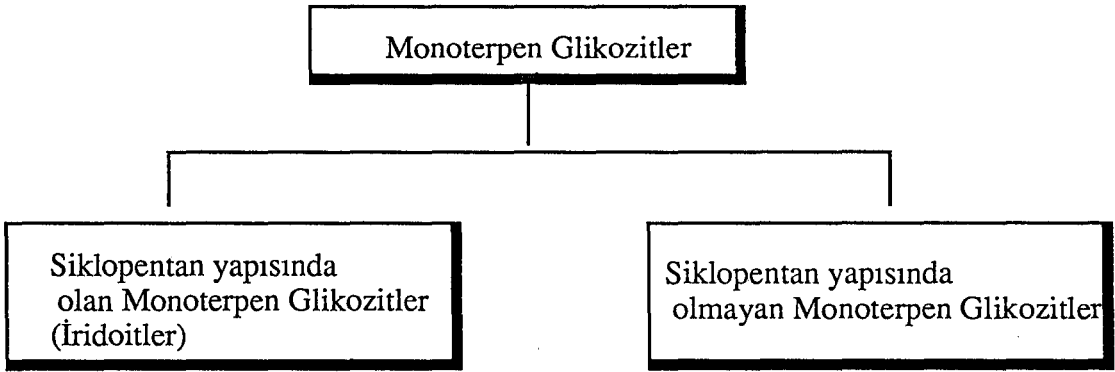 Monoterpen Glikozitler
Siklopentan yapısında
olan Monoterpen Glikozitler
(İridoitler)
Siklopentan yapısında
olmayan Monoterpen Glikozitler